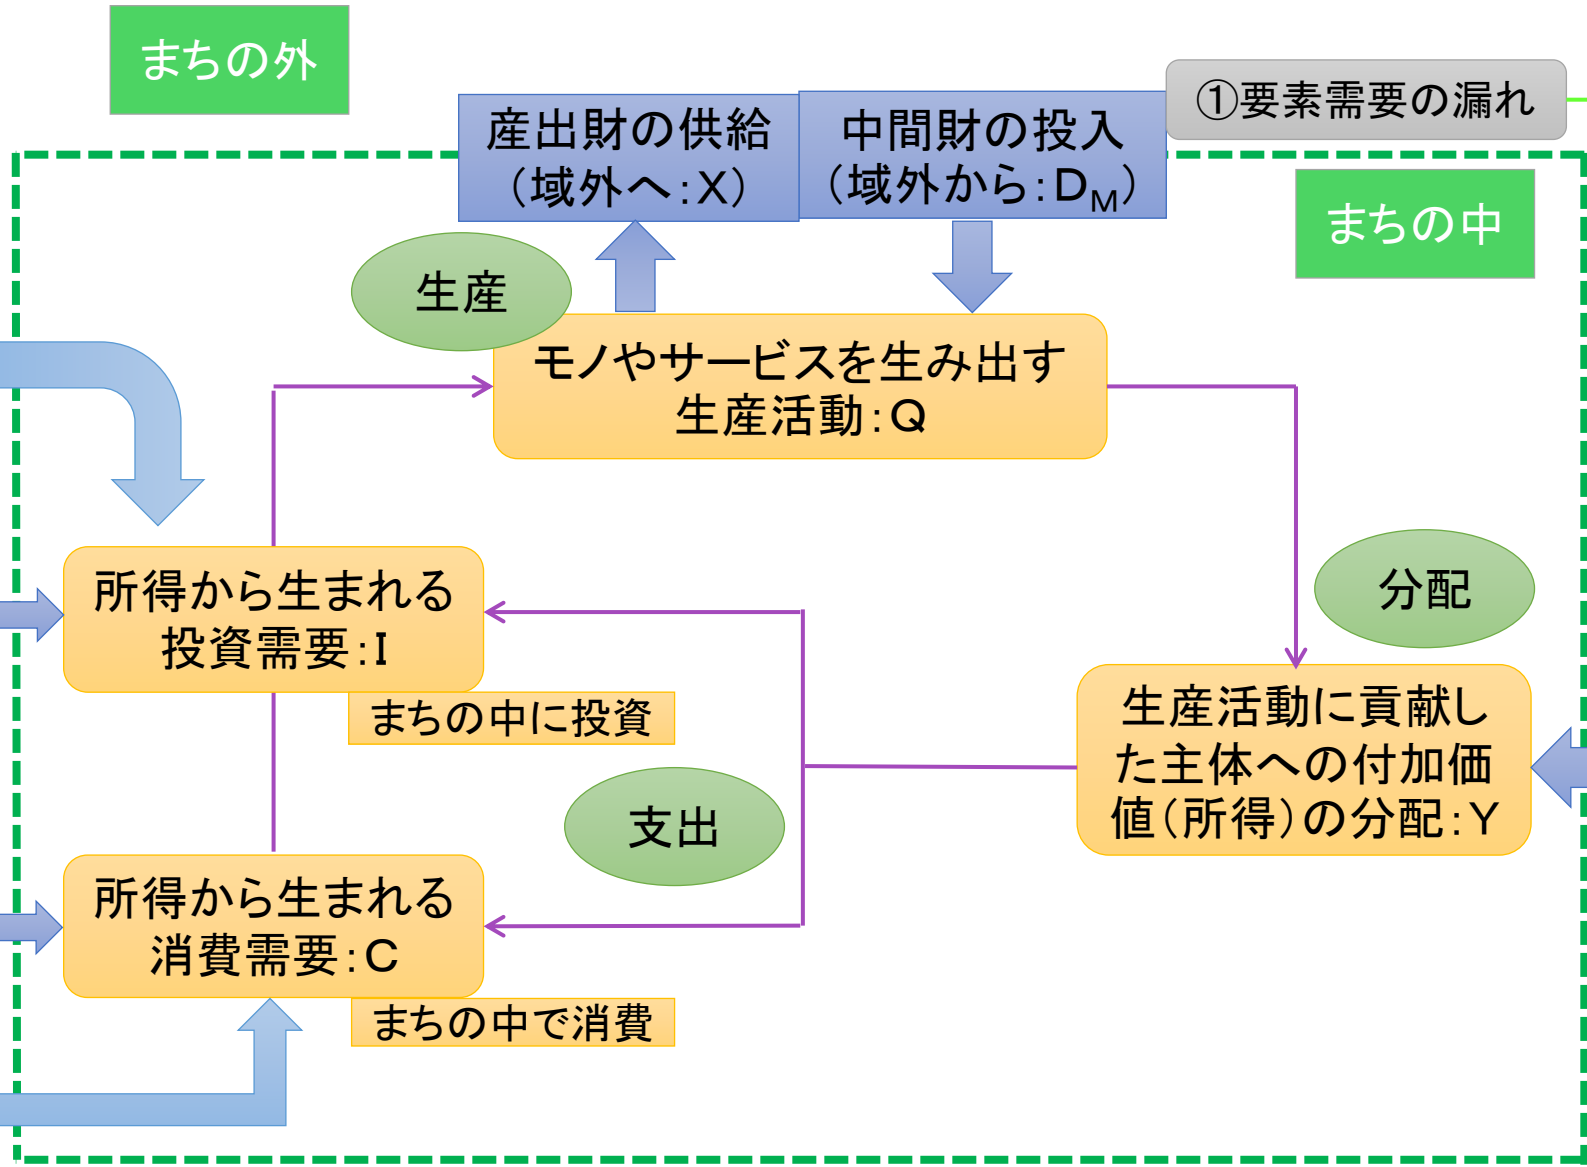 まちの外
①要素需要の漏れ
産出財の供給
（域外へ：X）
中間財の投入
（域外から：DM）
まちの中
生産
モノやサービスを生み出す
生産活動：Q
分配
所得から生まれる
投資需要：I
まちの中に投資
生産活動に貢献し
た主体への付加価
値（所得）の分配：Y
支出
所得から生まれる
消費需要：C
まちの中で消費